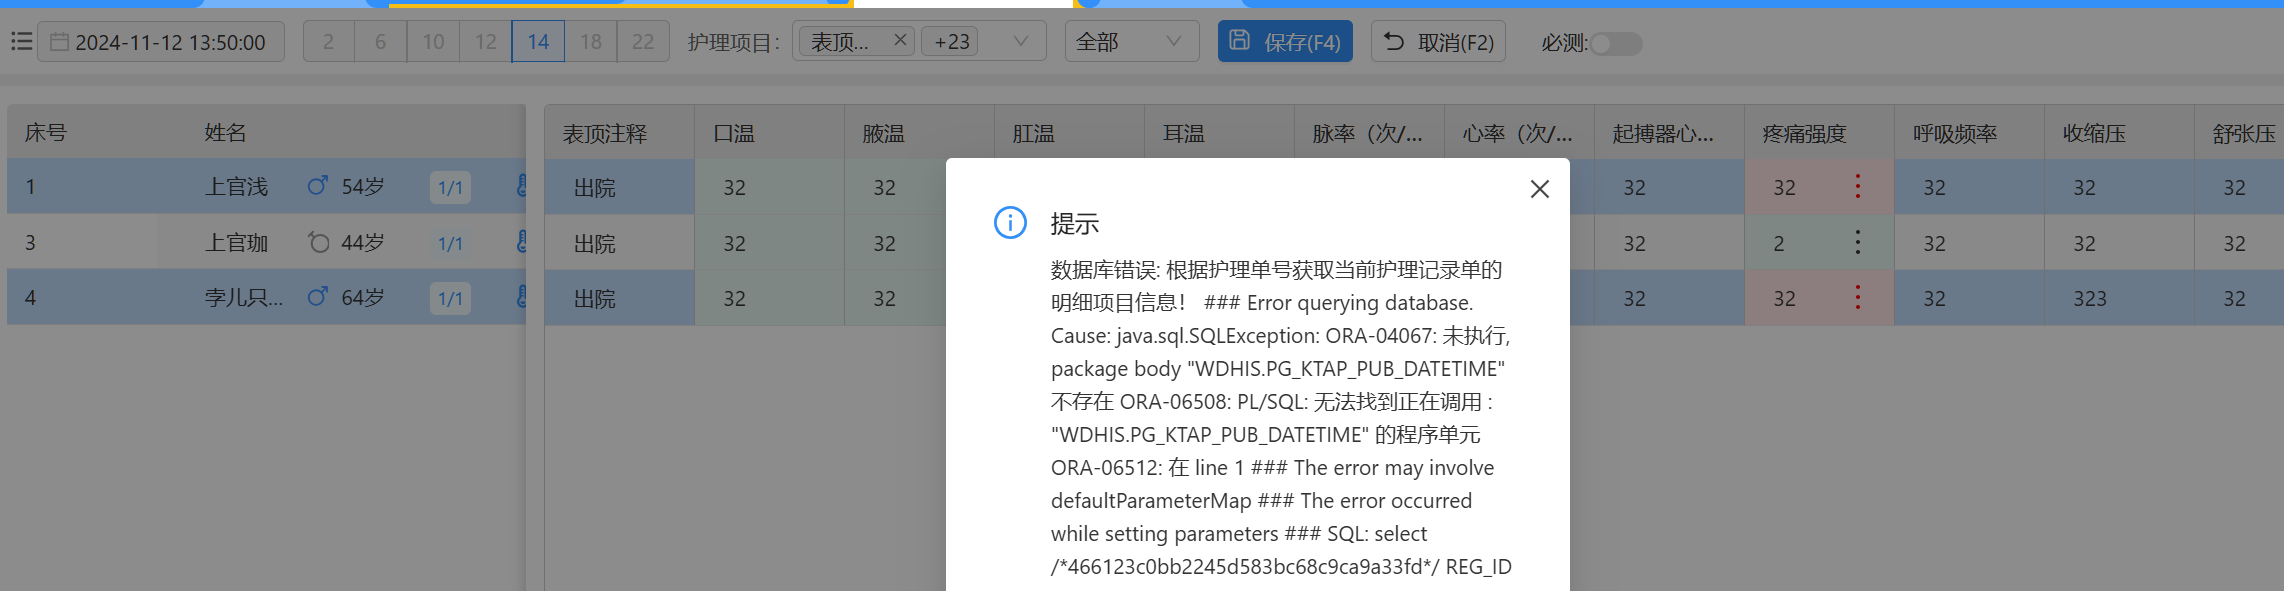 2024-11-12 13:50:00 2 6 10 12 14 18 22 护理项目: 表顶... +23 全部 保存(F4) 取消(F2) 必测:
床号 姓名 表顶注释 口温 腋温 肛温 耳温 脉率（次/... 心率（次/... 起搏器心... 疼痛强度 呼吸频率 收缩压 舒张压
1 上官浅 54岁 1/1 出院 32 32 32 32 32 32 32
3 上官珈 44岁 1/1 出院 32 32 32 2 32 32 32
4 孛儿只... 64岁 1/1 出院 32 32 32 32 32 323 32
提示
数据库错误: 根据护理单号获取当前护理记录单的
明细项目信息！ ### Error querying database.
Cause: java.sql.SQLException: ORA-04067: 未执行,
package body "WDHIS.PG_KTAP_PUB_DATETIME"
不存在 ORA-06508: PL/SQL: 无法找到正在调用 :
"WDHIS.PG_KTAP_PUB_DATETIME" 的程序单元
ORA-06512: 在 line 1 ### The error may involve
defaultParameterMap ### The error occurred
while setting parameters ### SQL: select
/*466123c0bb2245d583bc68c9ca9a33fd*/ REG_ID